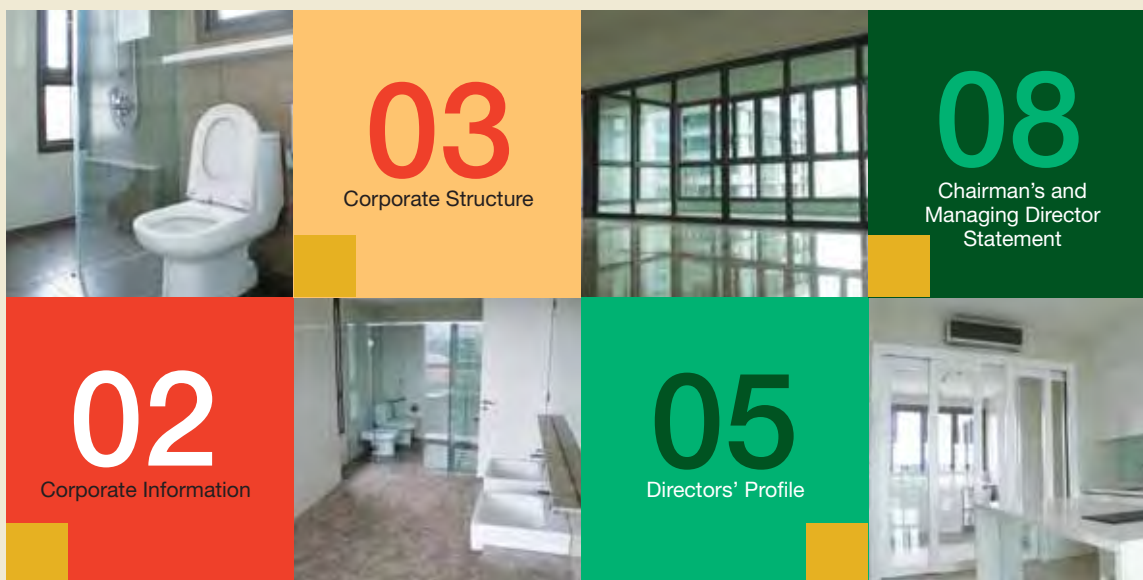 03
Corporate Structure
08
Chairman's and
Managing Director
Statement
02
Corporate Information
05
Directors' Profile